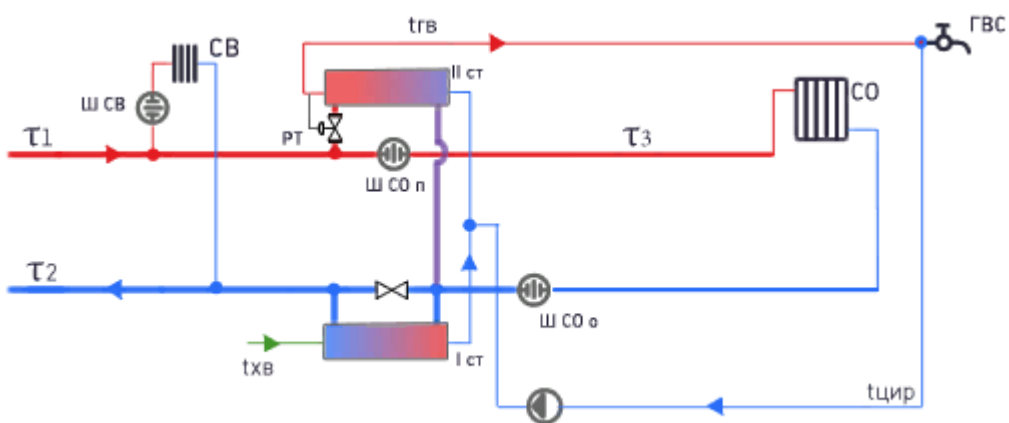 tгв
ГВС
СВ
II ст
Ш СВ
СО
РТ
τ1
τ3
Ш СО п
τ2
Ш СО о
I ст
tхв
tцир